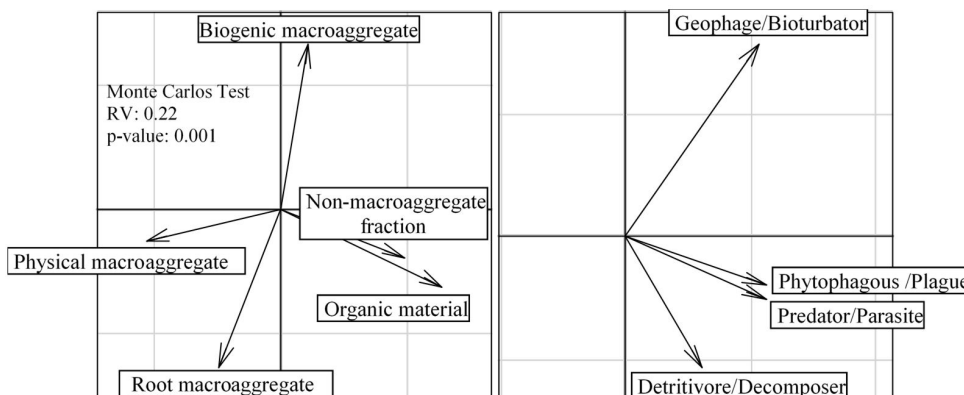 Biogenic macroaggregate
Monte Carlos Test
RV: 0.22
p-value: 0.001
Non-macroaggregate
fraction
Physical macroaggregate
Organic material
Root macroaggregate
Geophage/Bioturbator
Phytophagous /Plague
Predator/Parasite
Detritivore/Decomposer